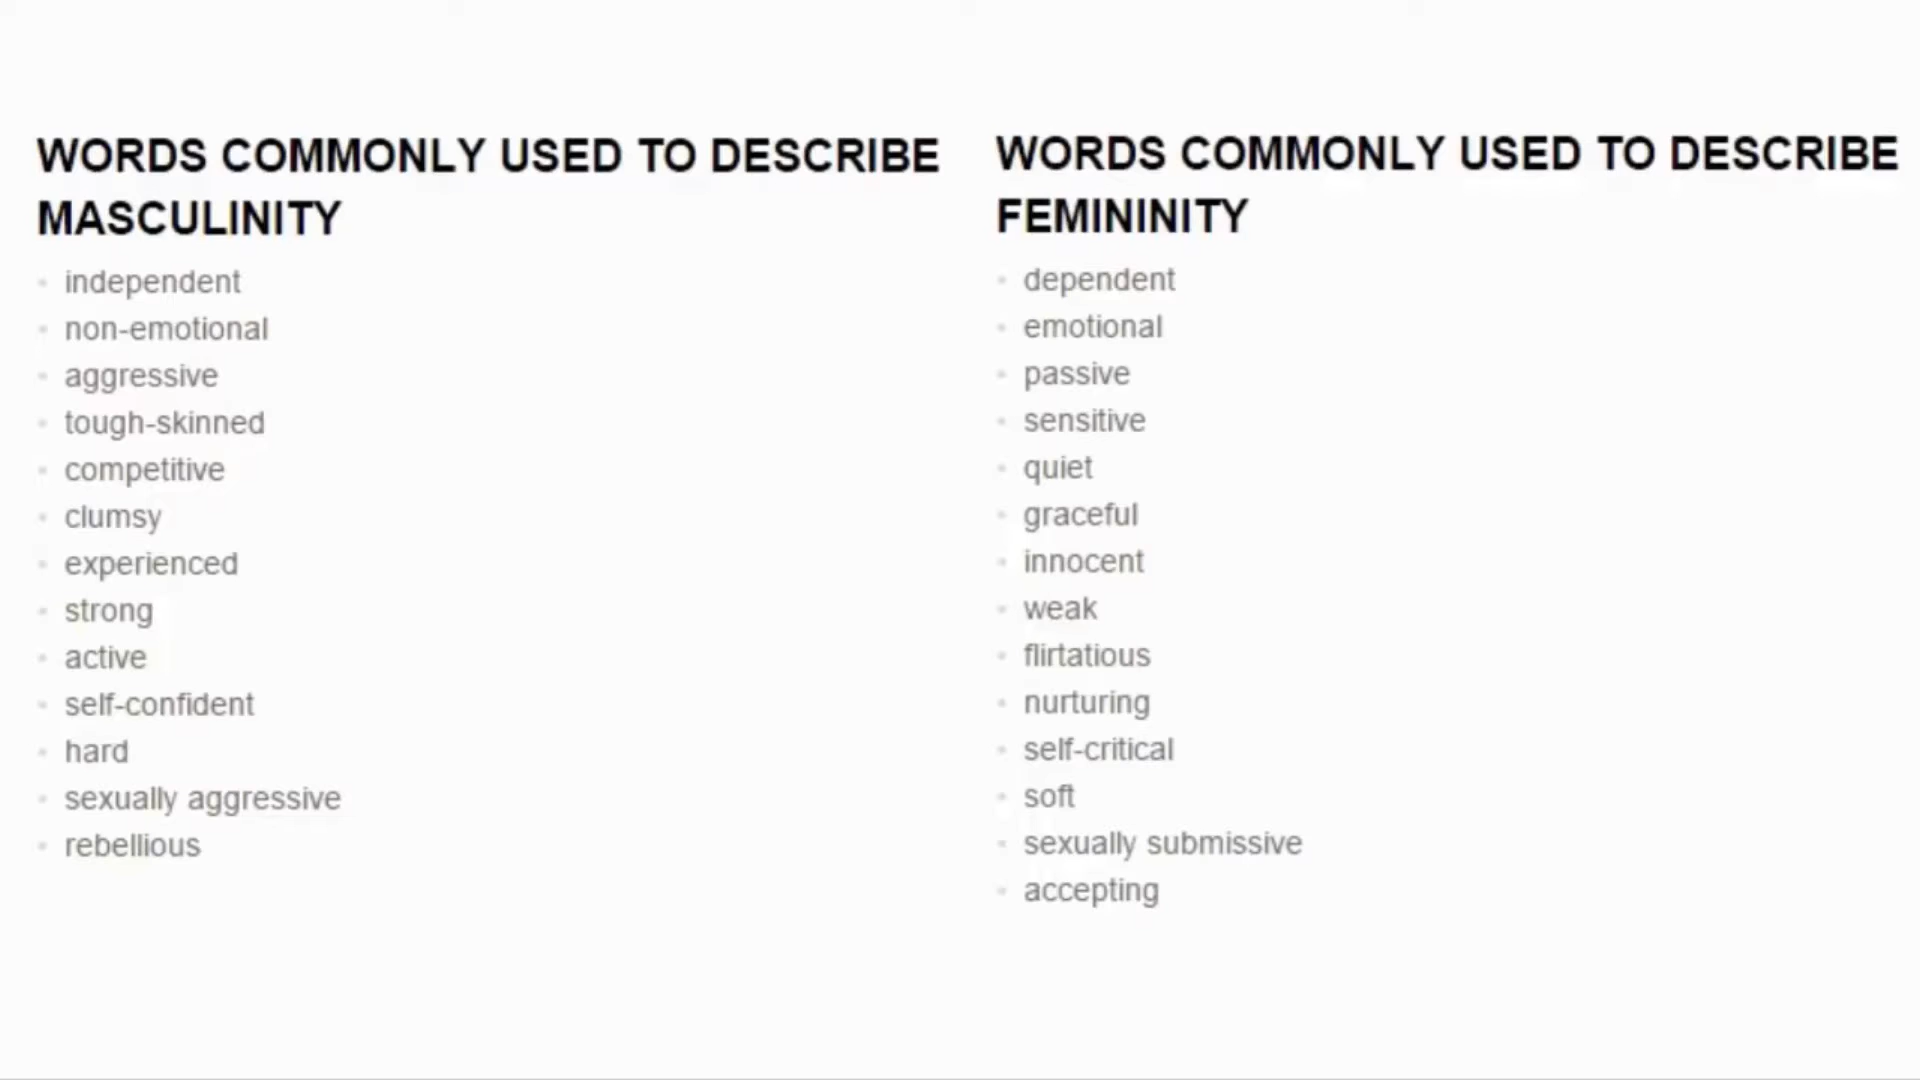 WORDS COMMONLY USED TO DESCRIBE
MASCULINITY
independent
non-emotional
aggressive
tough-skinned
competitive
clumsy
experienced
strong
active
self-confident
hard
sexually aggressive
rebellious
WORDS COMMONLY USED TO DESCRIBE
FEMININITY
dependent
emotional
passive
sensitive
quiet
graceful
innocent
weak
flirtatious
nurturing
self-critical
soft
sexually submissive
accepting